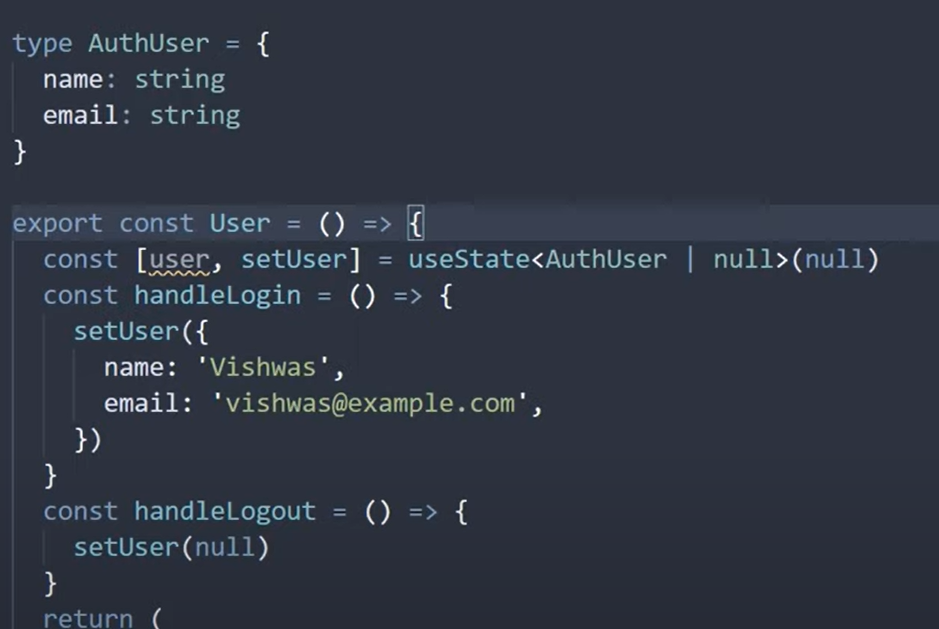 type AuthUser = {
  name: string
  email: string
}

export const User = () => {
  const [user, setUser] = useState<AuthUser | null>(null)
  const handleLogin = () => {
    setUser({
      name: 'Vishwas',
      email: 'vishwas@example.com',
    })
  }
  const handleLogout = () => {
    setUser(null)
  }
  return (